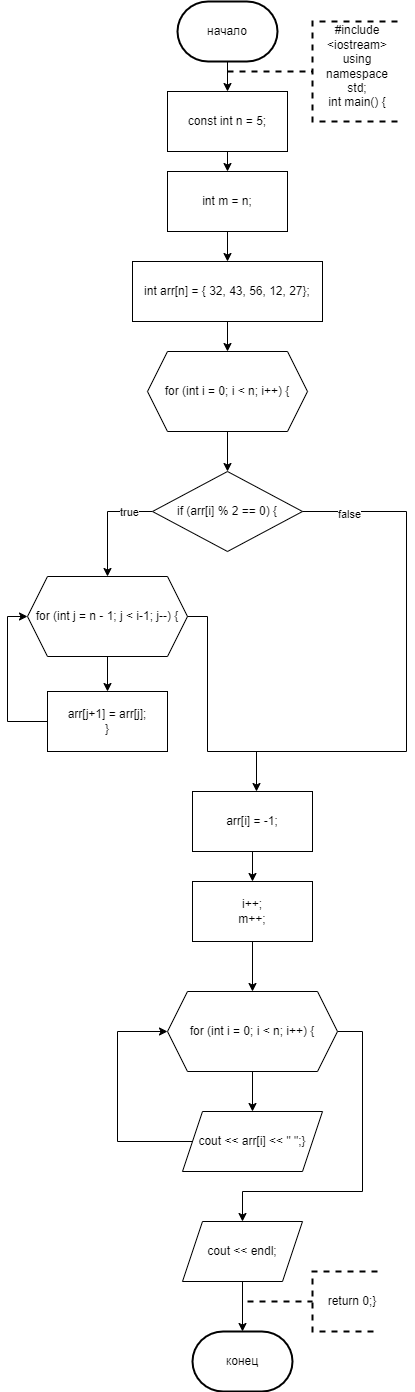 начало
#include
<iostream>
using
namespace
std;
int main() {
const int n = 5;
int m = n;
int arr[n] = { 32, 43, 56, 12, 27};
for (int i = 0; i < n; i++) {
if (arr[i] % 2 == 0) {
true
false
for (int j = n - 1; j < i-1; j--) {
arr[j+1] = arr[j];
}
arr[i] = -1;
i++;
m++;
for (int i = 0; i < n; i++) {
cout << arr[i] << " ";}
cout << endl;
return 0;}
конец